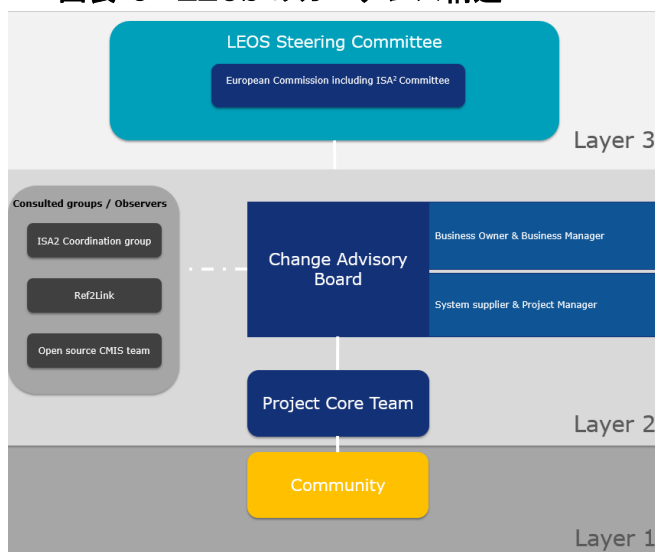 LEOS Steering Committee
European Commission including ISA² Committee
Layer 3
Consulted groups / Observers
ISA2 Coordination group
Ref2Link
Open source CMIS team
Change Advisory
Board
Business Owner & Business Manager
System supplier & Project Manager
Project Core Team
Layer 2
Community
Layer 1